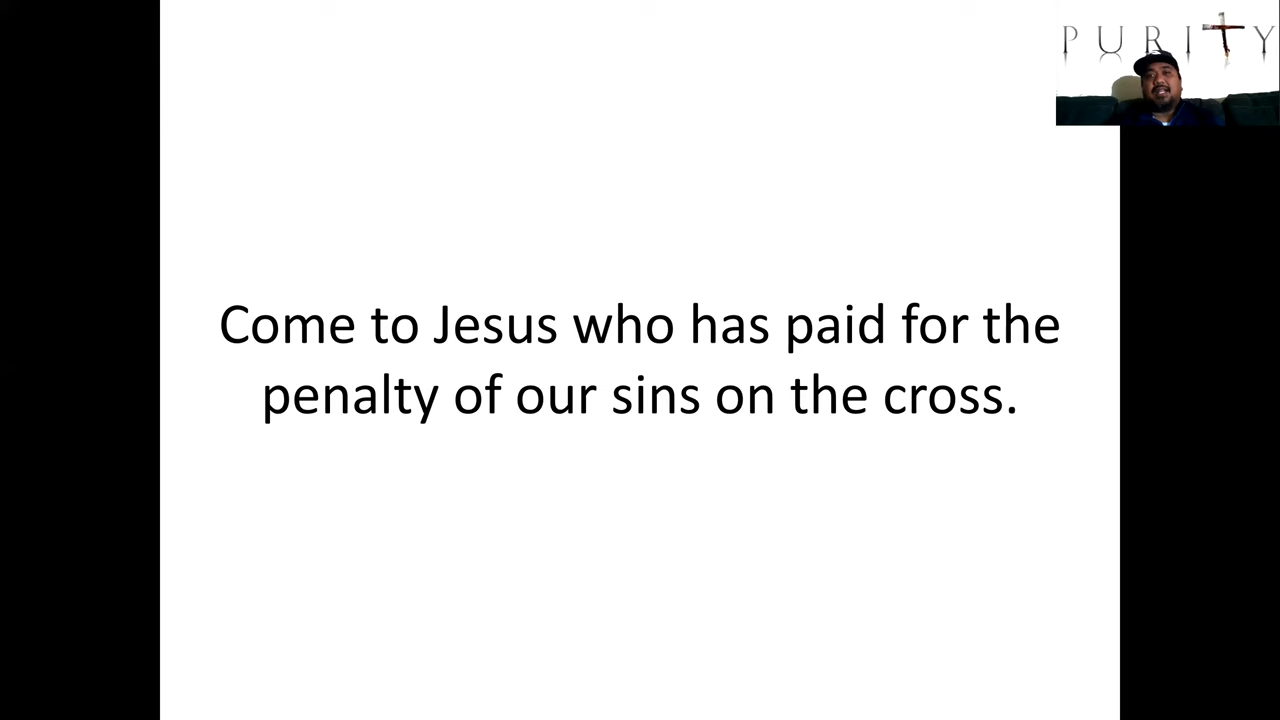 PURITY
Come to Jesus who has paid for the
penalty of our sins on the cross.